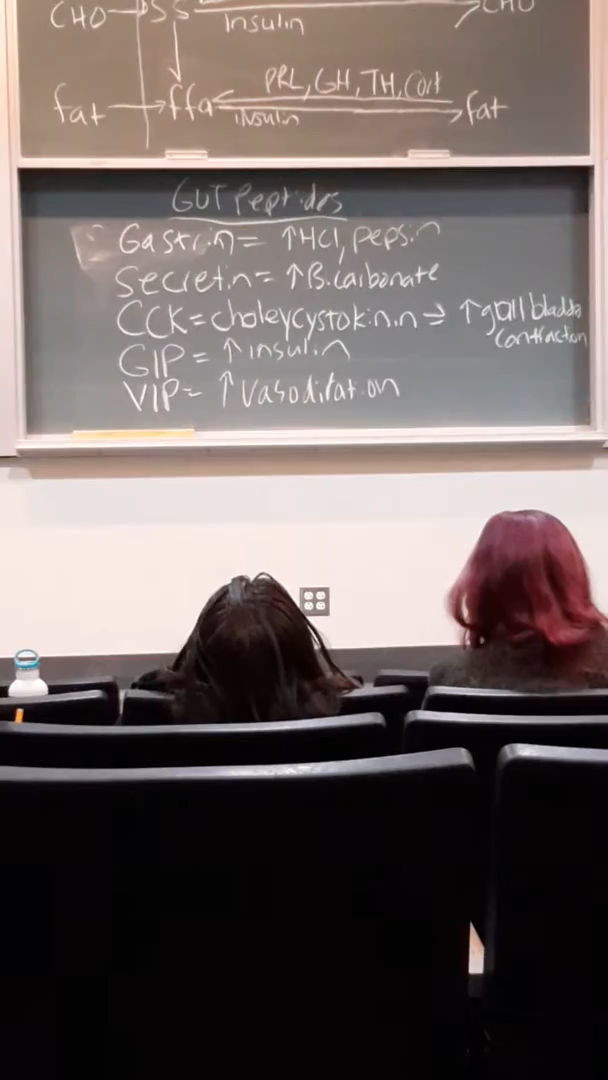 CHO → SS insulin CHO
PRL, GH, TH, Cort
fat → ffa insulin fat
GUT Peptides
Gastrin = ↑HCl, pepsin
Secretin = ↑Bicarbonate
CCK = choleycystokinin ⇒ ↑gall bladder
contraction
GIP = ↑insulin
VIP = ↑Vasodilation